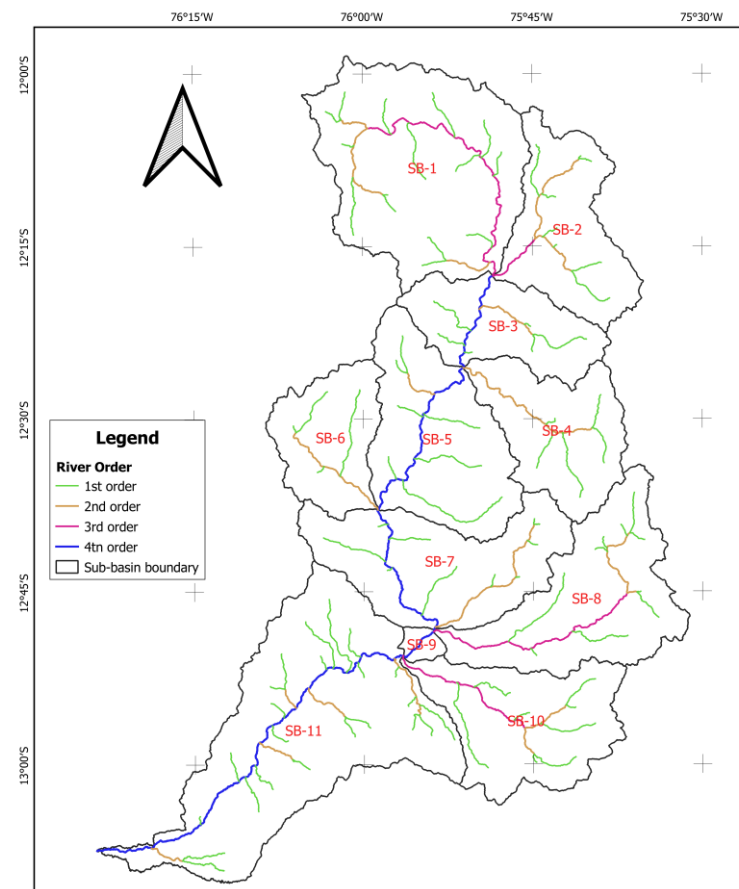 76°15'W 76°00'W 75°45'W 75°30'W
12°00'S
12°15'S
12°30'S
12°45'S
13°00'S
SB-1
SB-2
SB-3
SB-4
SB-5
SB-6
SB-7
SB-8
SB-9
SB-10
SB-11
Legend
River Order
1st order
2nd order
3rd order
4tn order
Sub-basin boundary